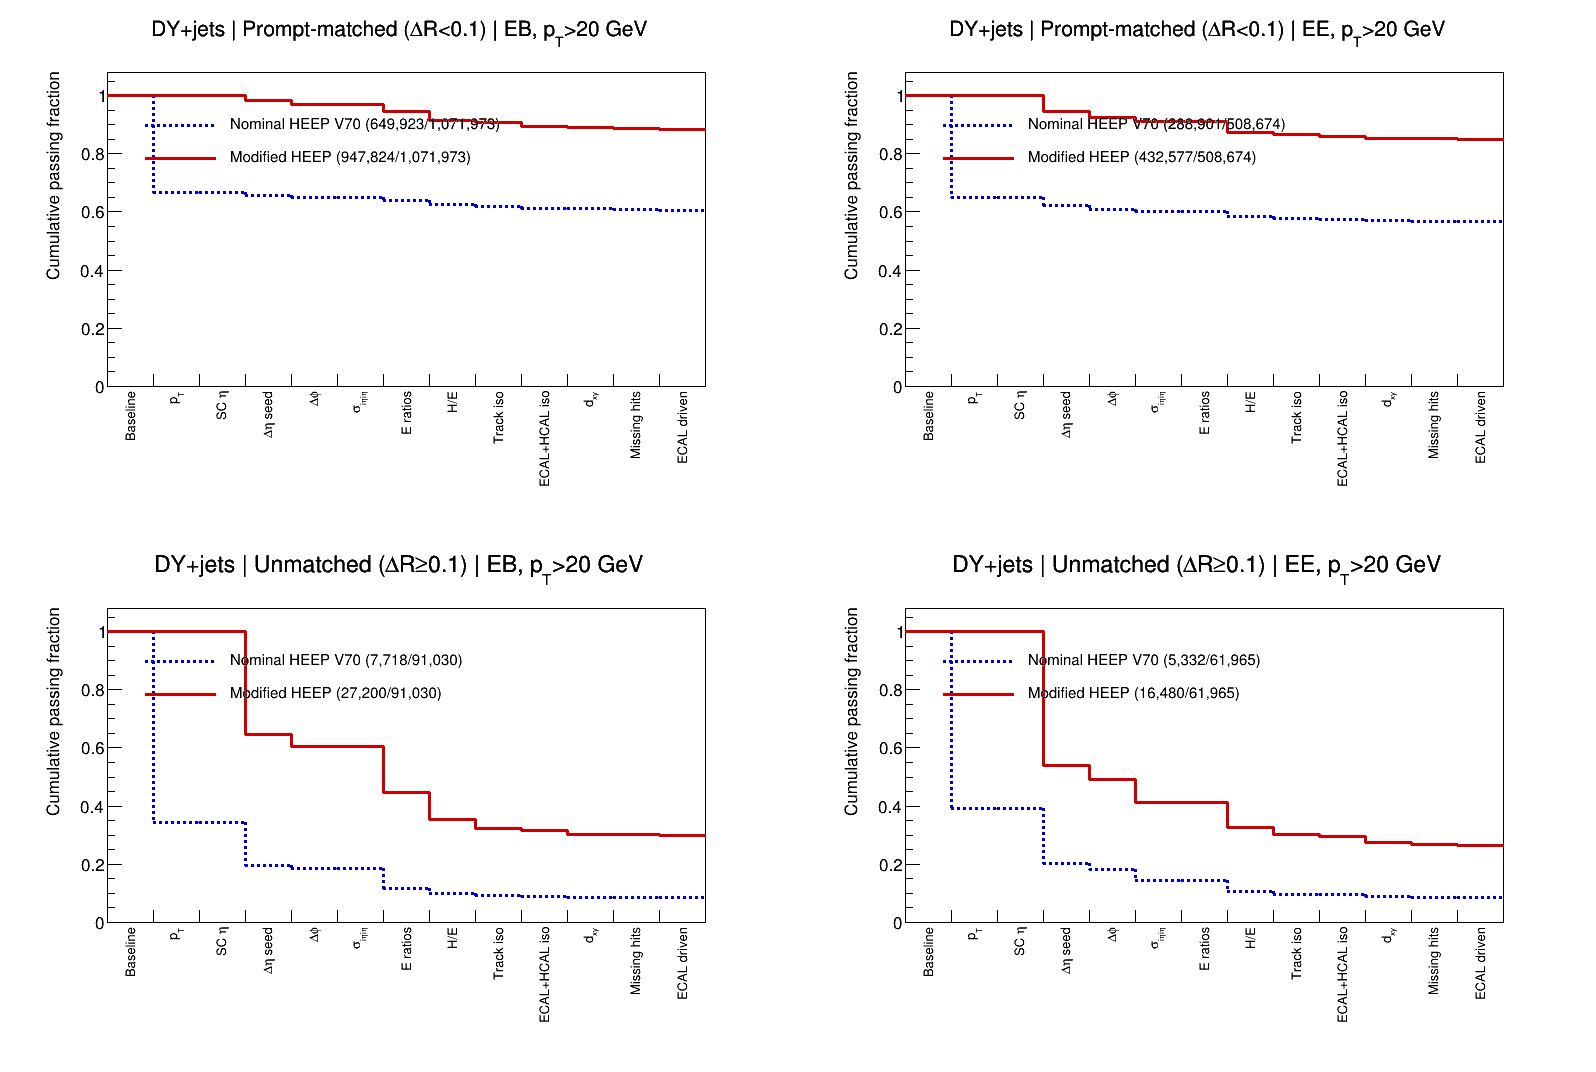 DY+jets | Prompt-matched (ΔR<0.1) | EB, pT>20 GeV
Cumulative passing fraction
1
0.8
0.6
0.4
0.2
0
Nominal HEEP V70 (649,923/1,071,973)
Modified HEEP (947,824/1,071,973)
Baseline
pT
SC η
Δη seed
Δϕ
σiηiη
E ratios
H/E
Track iso
ECAL+HCAL iso
dxy
Missing hits
ECAL driven
DY+jets | Prompt-matched (ΔR<0.1) | EE, pT>20 GeV
Cumulative passing fraction
1
0.8
0.6
0.4
0.2
0
Nominal HEEP V70 (288,901/508,674)
Modified HEEP (432,577/508,674)
Baseline
pT
SC η
Δη seed
Δϕ
σiηiη
E ratios
H/E
Track iso
ECAL+HCAL iso
dxy
Missing hits
ECAL driven
DY+jets | Unmatched (ΔR≥0.1) | EB, pT>20 GeV
Cumulative passing fraction
1
0.8
0.6
0.4
0.2
0
Nominal HEEP V70 (7,718/91,030)
Modified HEEP (27,200/91,030)
Baseline
pT
SC η
Δη seed
Δϕ
σiηiη
E ratios
H/E
Track iso
ECAL+HCAL iso
dxy
Missing hits
ECAL driven
DY+jets | Unmatched (ΔR≥0.1) | EE, pT>20 GeV
Cumulative passing fraction
1
0.8
0.6
0.4
0.2
0
Nominal HEEP V70 (5,332/61,965)
Modified HEEP (16,480/61,965)
Baseline
pT
SC η
Δη seed
Δϕ
σiηiη
E ratios
H/E
Track iso
ECAL+HCAL iso
dxy
Missing hits
ECAL driven